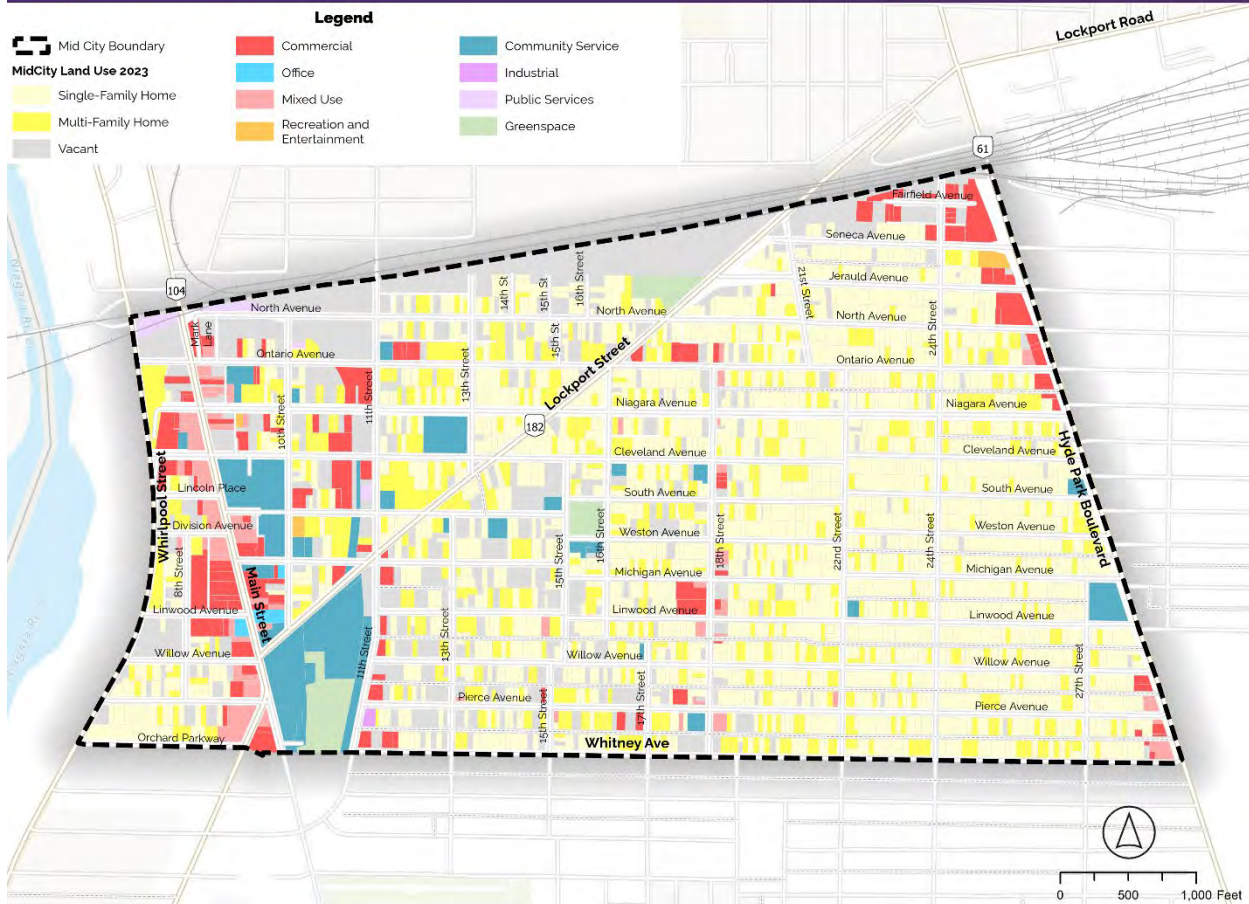 Legend
Mid City Boundary
MidCity Land Use 2023
Single-Family Home
Multi-Family Home
Vacant
Commercial
Office
Mixed Use
Recreation and
Entertainment
Community Service
Industrial
Public Services
Greenspace
Lockport Road
61
Fairfield Avenue
Seneca Avenue
Jerauld Avenue
21st Street
24th Street
North Avenue
Ontario Avenue
Niagara Avenue
Cleveland Avenue
South Avenue
Weston Avenue
Michigan Avenue
Linwood Avenue
Willow Avenue
Pierce Avenue
27th Street
Hyde Park Boulevard
104
North Avenue
Mark
Lane
Ontario Avenue
14th St
15th St
16th Street
North Avenue
15th St
13th Street
Lockport Street
182
11th Street
10th Street
Niagara Avenue
Cleveland Avenue
South Avenue
Weston Avenue
Michigan Avenue
Linwood Avenue
Willow Avenue
16th Street
15th Street
18th Street
22nd Street
24th Street
Whirlpool Street
Lincoln Place
Division Avenue
8th Street
Linwood Avenue
Main Street
Willow Avenue
11th Street
13th Street
Pierce Avenue
15th Street
17th Street
Orchard Parkway
Whitney Ave
Niagara River
0 500 1,000 Feet